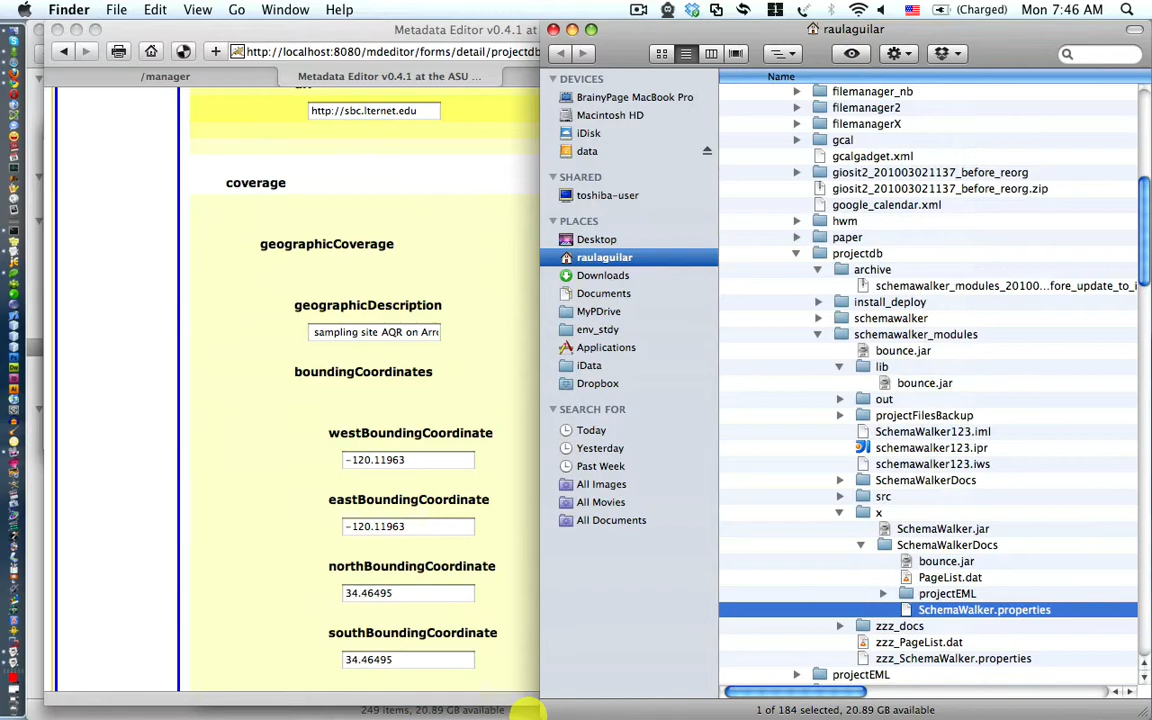 Finder File Edit View Go Window Help (Charged) Mon 7:46 AM
Metadata Editor v0.4.1 at
http://localhost:8080/mdeditor/forms/detail/projectdb
/manager
Metadata Editor v0.4.1 at the ASU ...
http://sbc.lternet.edu
coverage
geographicCoverage
geographicDescription
sampling site AQR on Arro
boundingCoordinates
westBoundingCoordinate
-120.11963
eastBoundingCoordinate
-120.11963
northBoundingCoordinate
34.46495
southBoundingCoordinate
34.46495
249 items, 20.89 GB available
raulaguilar
DEVICES
BrainyPage MacBook Pro
Macintosh HD
iDisk
data
SHARED
toshiba-user
PLACES
Desktop
raulaguilar
Downloads
Documents
MyPDrive
env_stdy
Applications
iData
Dropbox
SEARCH FOR
Today
Yesterday
Past Week
All Images
All Movies
All Documents
Name
filemanager_nb
filemanager2
filemanagerX
gcal
gcalgadget.xml
giosit2_201003021137_before_reorg
giosit2_201003021137_before_reorg.zip
google_calendar.xml
hwm
paper
projectdb
archive
schemawalker_modules_20100...fore_update_to_i
install_deploy
schemawalker
schemawalker_modules
bounce.jar
lib
bounce.jar
out
projectFilesBackup
SchemaWalker123.iml
schemawalker123.ipr
schemawalker123.iws
SchemaWalkerDocs
src
x
SchemaWalker.jar
SchemaWalkerDocs
bounce.jar
PageList.dat
projectEML
SchemaWalker.properties
zzz_docs
zzz_PageList.dat
zzz_SchemaWalker.properties
projectEML
1 of 184 selected, 20.89 GB available